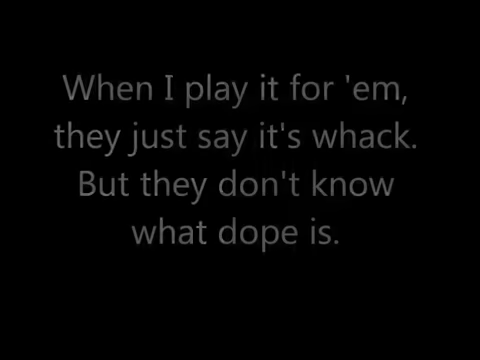 When I play it for 'em,
they just say it's whack.
But they don't know
what dope is.